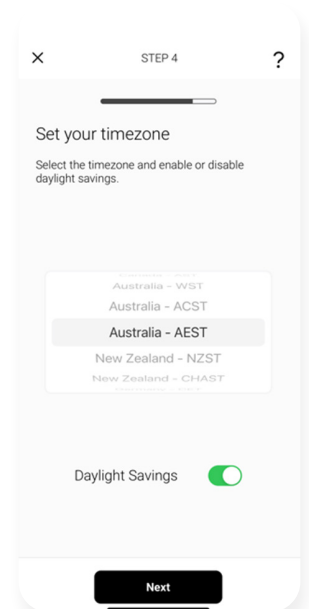 STEP 4
?
Set your timezone
Select the timezone and enable or disable
daylight savings.
Australia - WST
Australia - ACST
Australia - AEST
New Zealand - NZST
New Zealand - CHAST
Daylight Savings
Next